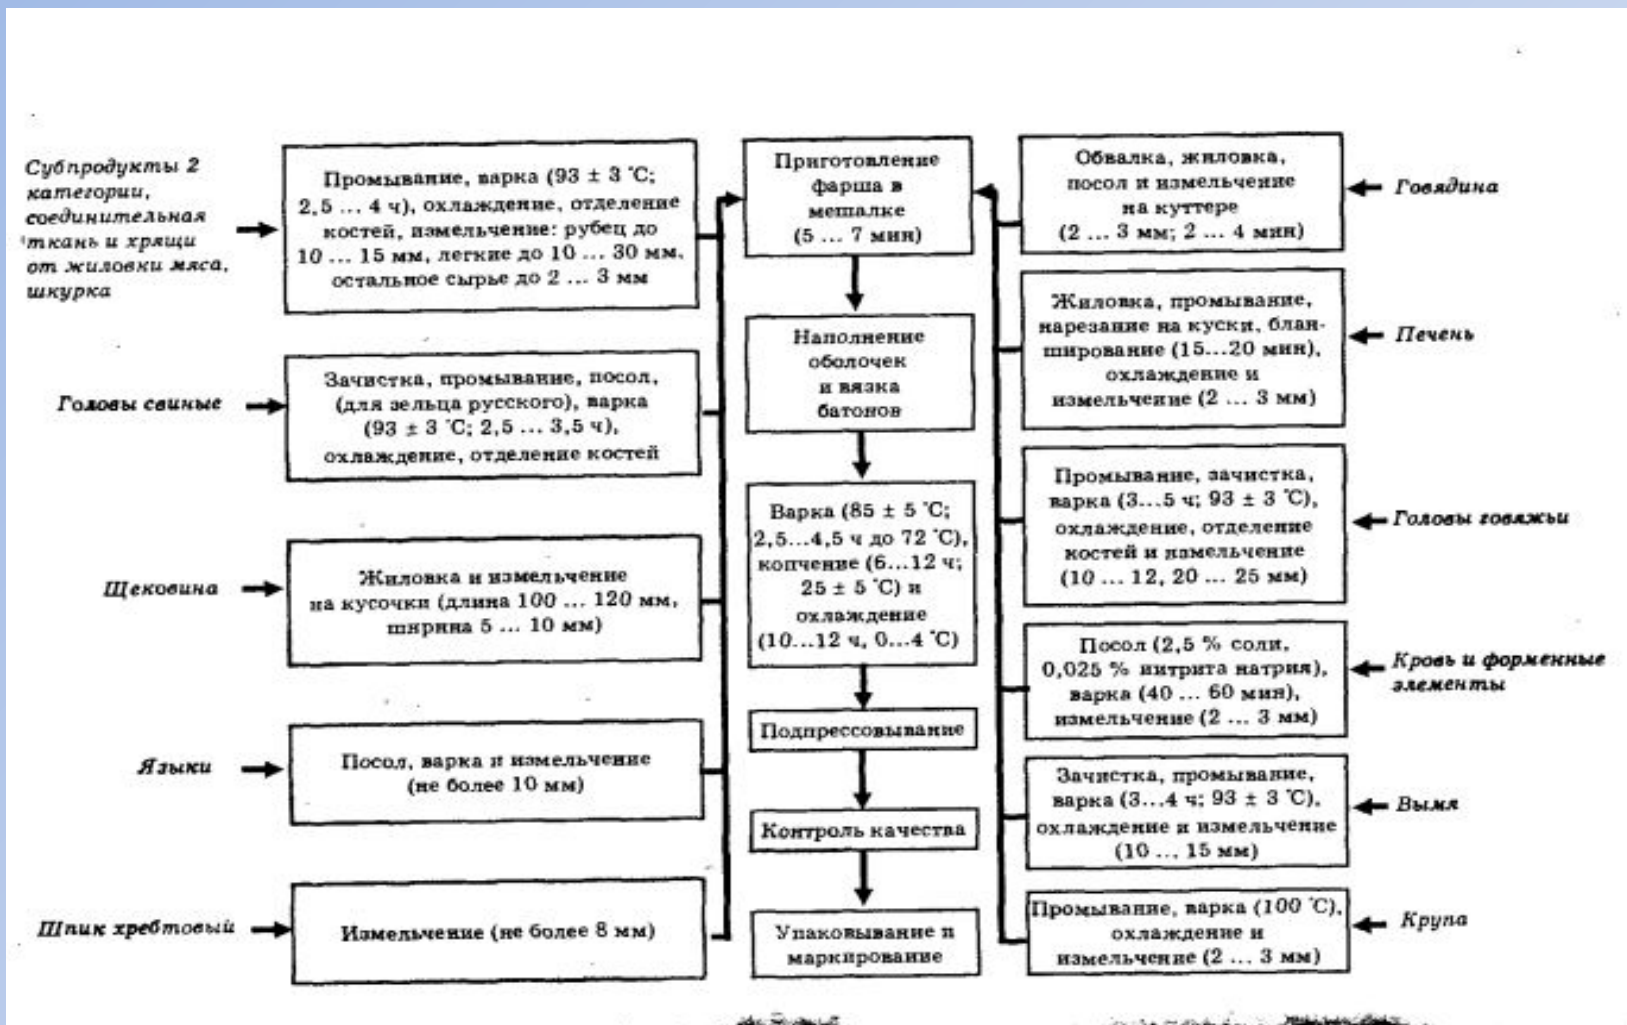 Субпродукты 2
категории,
соединительная
ткань и хрящи
от жиловки мяса,
шкурка
Промывание, варка (93 ± 3 °С;
2,5 ... 4 ч), охлаждение, отделение
костей, измельчение: рубец до
10 ... 15 мм, легкие до 10 ... 30 мм,
остальное сырье до 2 ... 3 мм
Головы свиные
Зачистка, промывание, посол,
(для зельца русского), варка
(93 ± 3 °С; 2,5 ... 3,5 ч),
охлаждение, отделение костей
Щековина
Жиловка и измельчение
на кусочки (длина 100 ... 120 мм,
ширина 5 ... 10 мм)
Языки
Посол, варка и измельчение
(не более 10 мм)
Шпик хребтовый
Измельчение (не более 8 мм)
Приготовление
фарша в
мешалке
(5 ... 7 мин)
Наполнение
оболочек
и вязка
батонов
Варка (85 ± 5 °С;
2,5...4,5 ч до 72 °С),
копчение (6...12 ч;
25 ± 5 °С) и
охлаждение
(10...12 ч, 0...4 °С)
Подпрессовывание
Контроль качества
Упаковывание и
маркирование
Обвалка, жиловка,
посол и измельчение
на куттере
(2 ... 3 мм; 2 ... 4 мин)
Говядина
Жиловка, промывание,
нарезание на куски, блан-
ширование (15...20 мин),
охлаждение и
измельчение (2 ... 3 мм)
Печень
Промывание, зачистка,
варка (3...5 ч; 93 ± 3 °С),
охлаждение, отделение
костей и измельчение
(10 ... 12, 20 ... 25 мм)
Головы говяжьи
Посол (2,5 % соли,
0,025 % нитрита натрия),
варка (40 ... 60 мин),
измельчение (2 ... 3 мм)
Кровь и форменные
элементы
Зачистка, промывание,
варка (3...4 ч; 93 ± 3 °С),
охлаждение и измельчение
(10 ... 15 мм)
Вымя
Промывание, варка (100 °С),
охлаждение и
измельчение (2 ... 3 мм)
Крупа